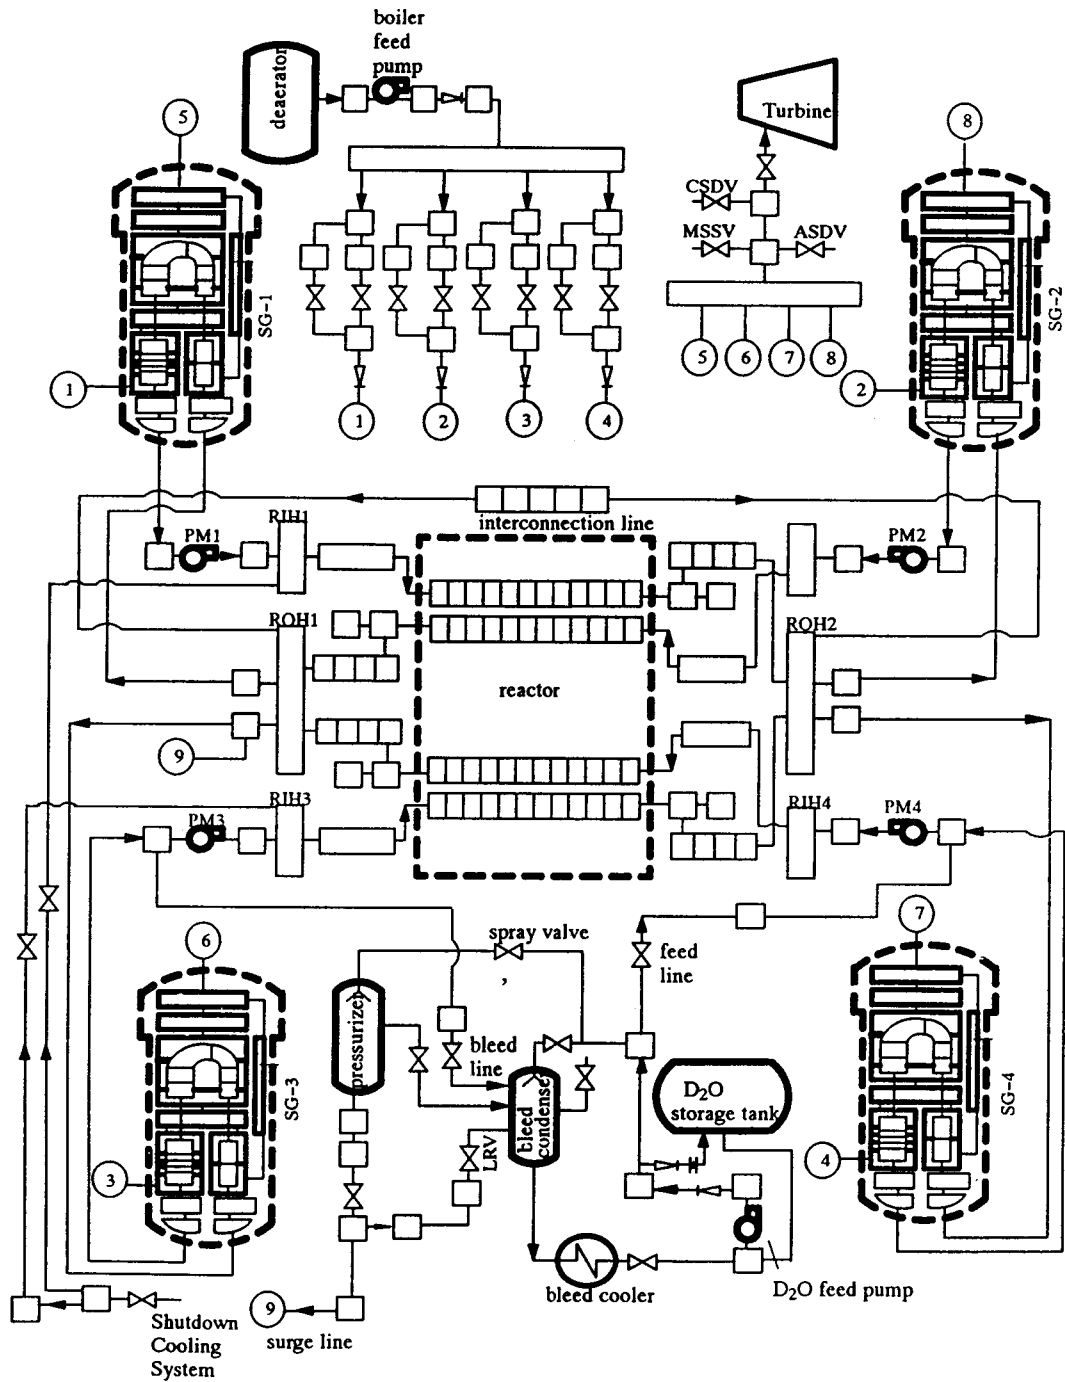 boiler
feed
pump
deaerator
Turbine
5
8
CSDV
MSSV
ASDV
SG-1
SG-2
5
6
7
8
1
2
1
2
3
4
interconnection line
RIH1
PM1
PM2
ROH1
ROH2
reactor
9
RIH3
RIH4
PM3
PM4
6
7
spray valve
feed
line
pressurizer
bleed
line
bleed
condenser
D₂O
storage tank
SG-3
SG-4
LRV
3
4
bleed cooler
D₂O feed pump
9
surge line
Shutdown
Cooling
System